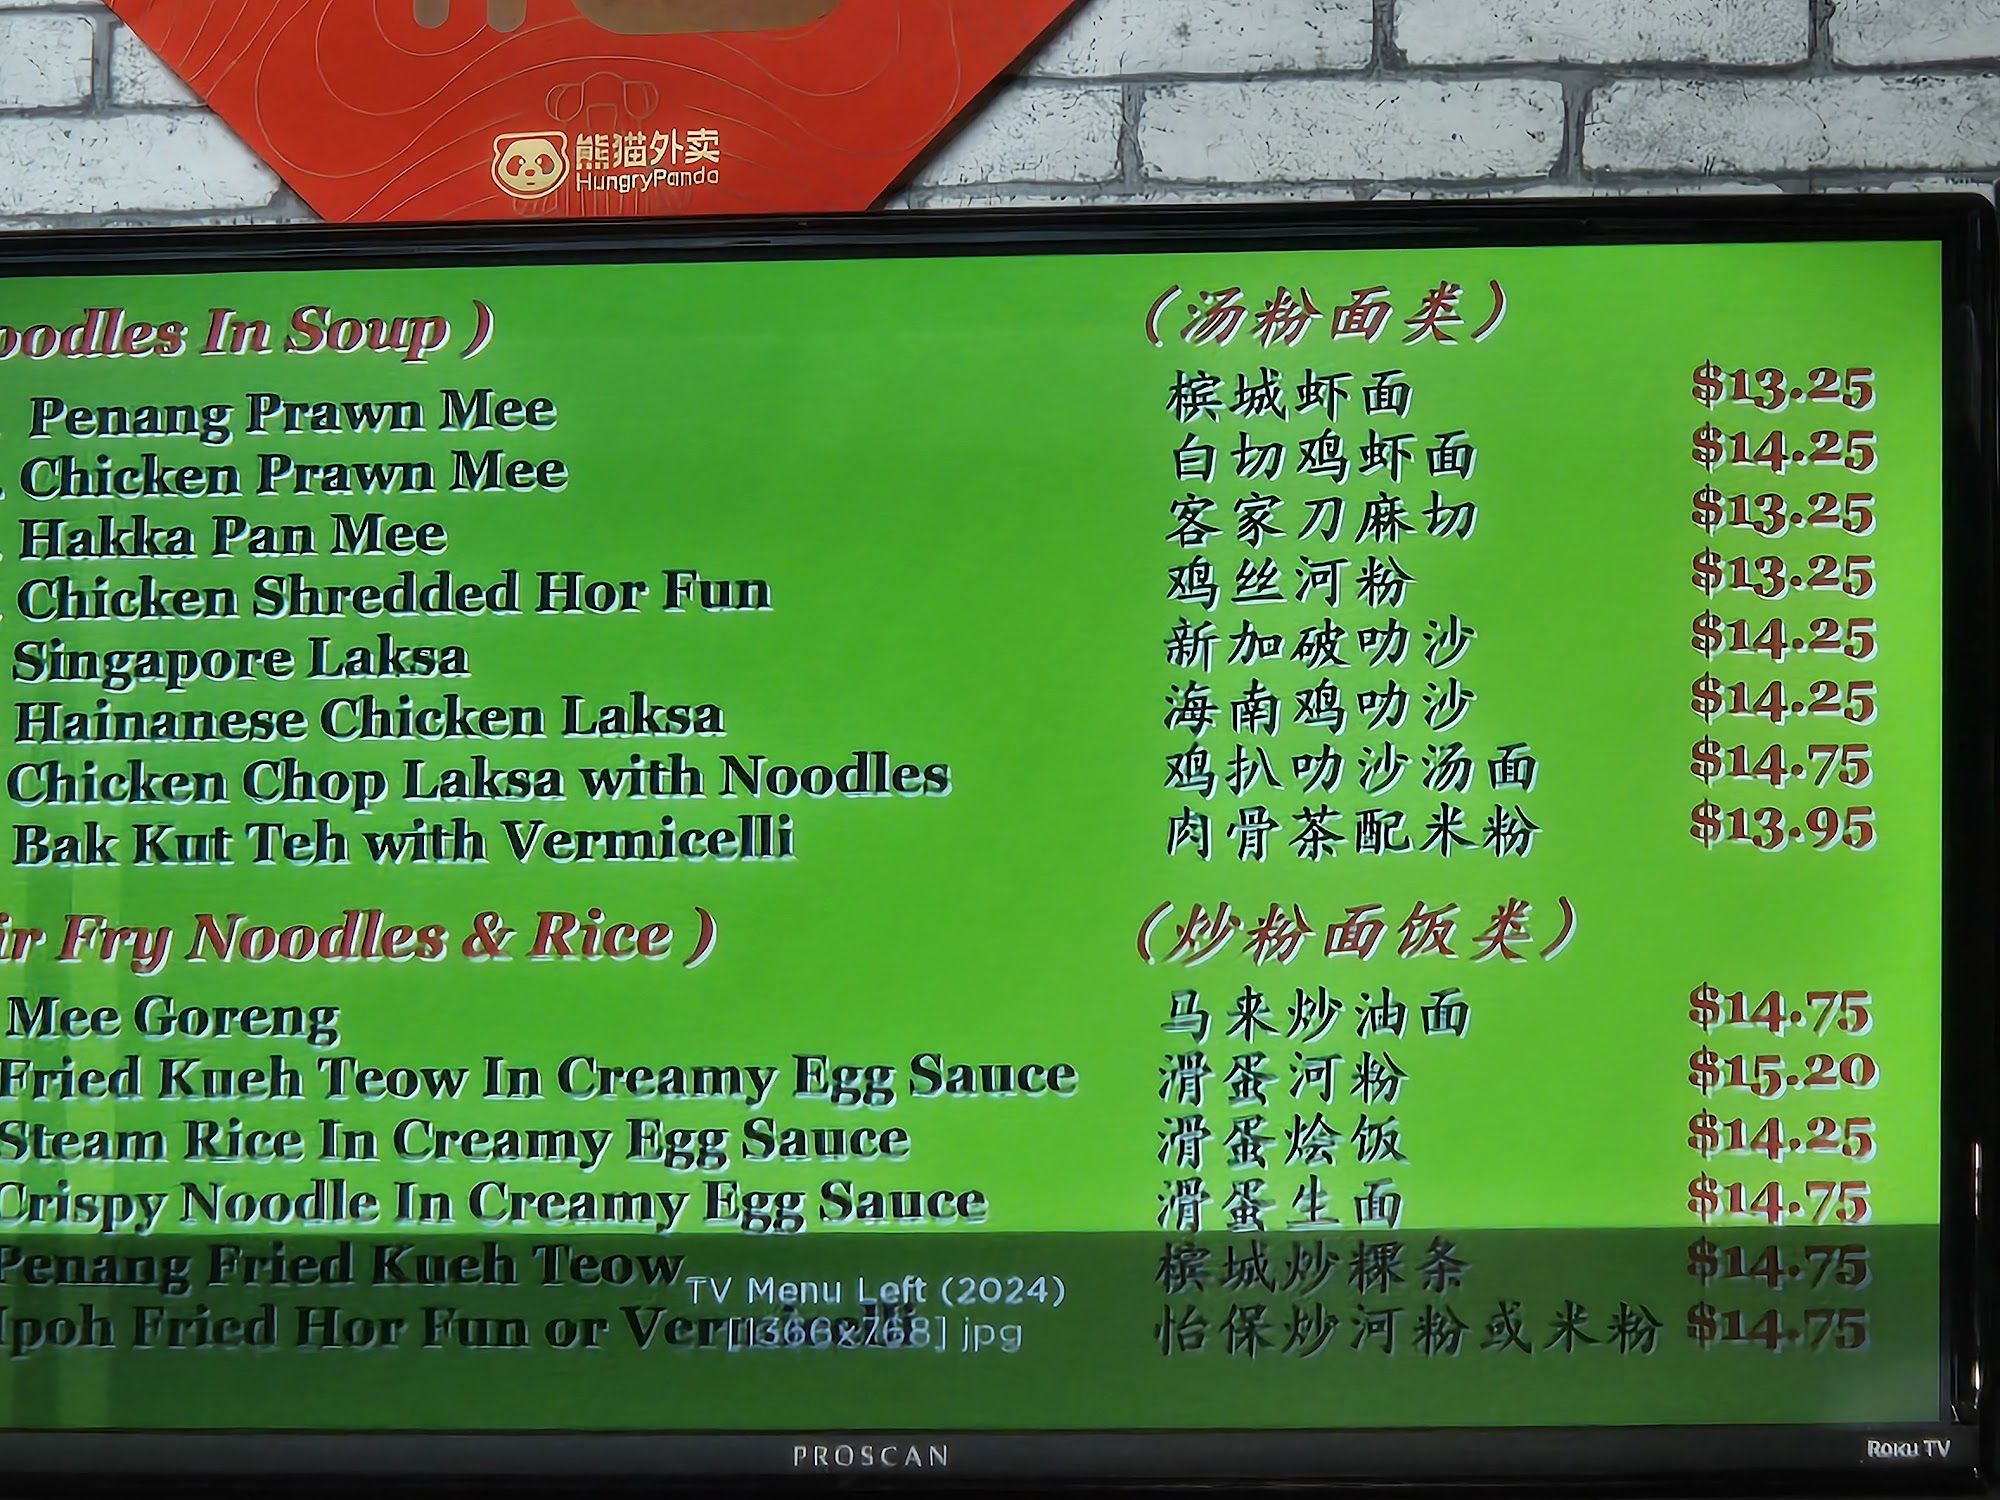 熊猫外卖
HungryPanda
oodles In Soup ) (汤粉面类)
Penang Prawn Mee 槟城虾面 $13.25
. Chicken Prawn Mee 白切鸡虾面 $14.25
Hakka Pan Mee 客家刀麻切 $13.25
Chicken Shredded Hor Fun 鸡丝河粉 $13.25
Singapore Laksa 新加破叻沙 $14.25
Hainanese Chicken Laksa 海南鸡叻沙 $14.25
Chicken Chop Laksa with Noodles 鸡扒叻沙汤面 $14.75
Bak Kut Teh with Vermicelli 肉骨茶配米粉 $13.95
ir Fry Noodles & Rice ) (炒粉面饭类)
Mee Goreng 马来炒油面 $14.75
Fried Kueh Teow In Creamy Egg Sauce 滑蛋河粉 $15.20
Steam Rice In Creamy Egg Sauce 滑蛋烩饭 $14.25
Crispy Noodle In Creamy Egg Sauce 滑蛋生面 $14.75
Penang Fried Kueh Teow 槟城炒粿条 $14.75
TV Menu Left (2024)
Ipoh Fried Hor Fun or Vermicelli 怡保炒河粉或米粉 $14.75
[1366x768] jpg
PROSCAN
Roku TV